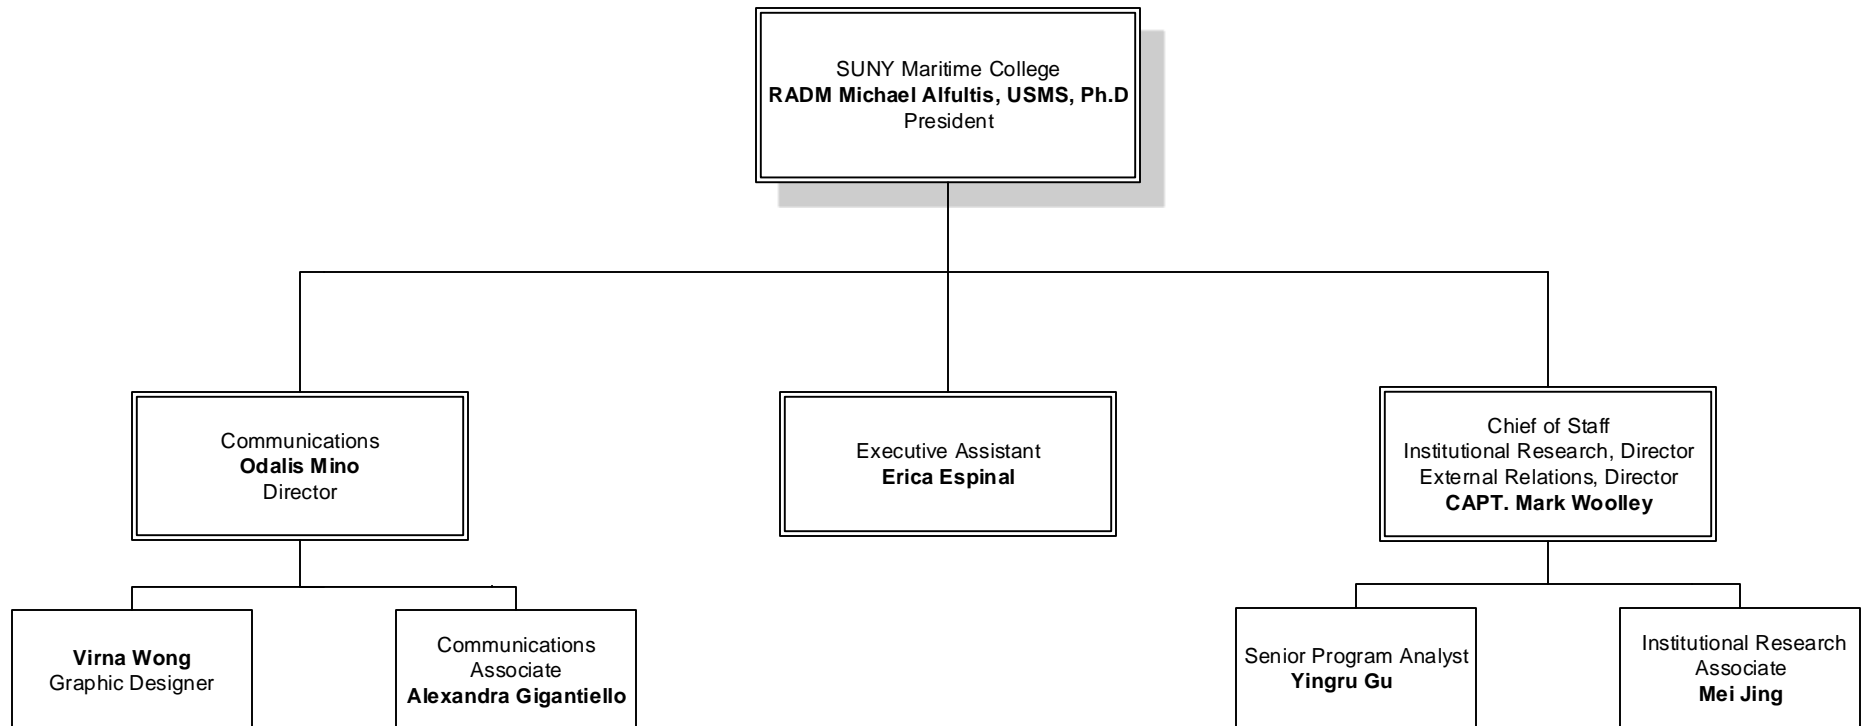 SUNY Maritime College
RADM Michael Alfultis, USMS, Ph.D
President
Communications
Odalis Mino
Director
Executive Assistant
Erica Espinal
Chief of Staff
Institutional Research, Director
External Relations, Director
CAPT. Mark Woolley
Virna Wong
Graphic Designer
Communications
Associate
Alexandra Gigantiello
Senior Program Analyst
Yingru Gu
Institutional Research
Associate
Mei Jing